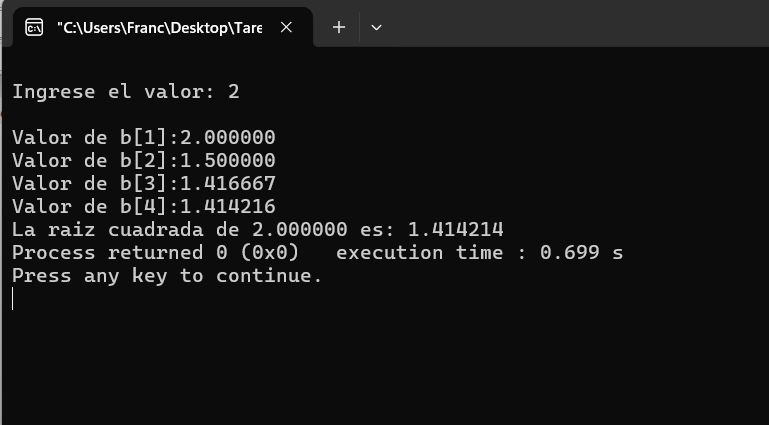 "C:\Users\Franc\Desktop\Tare
Ingrese el valor: 2
Valor de b[1]:2.000000
Valor de b[2]:1.500000
Valor de b[3]:1.416667
Valor de b[4]:1.414216
La raiz cuadrada de 2.000000 es: 1.414214
Process returned 0 (0x0)   execution time : 0.699 s
Press any key to continue.